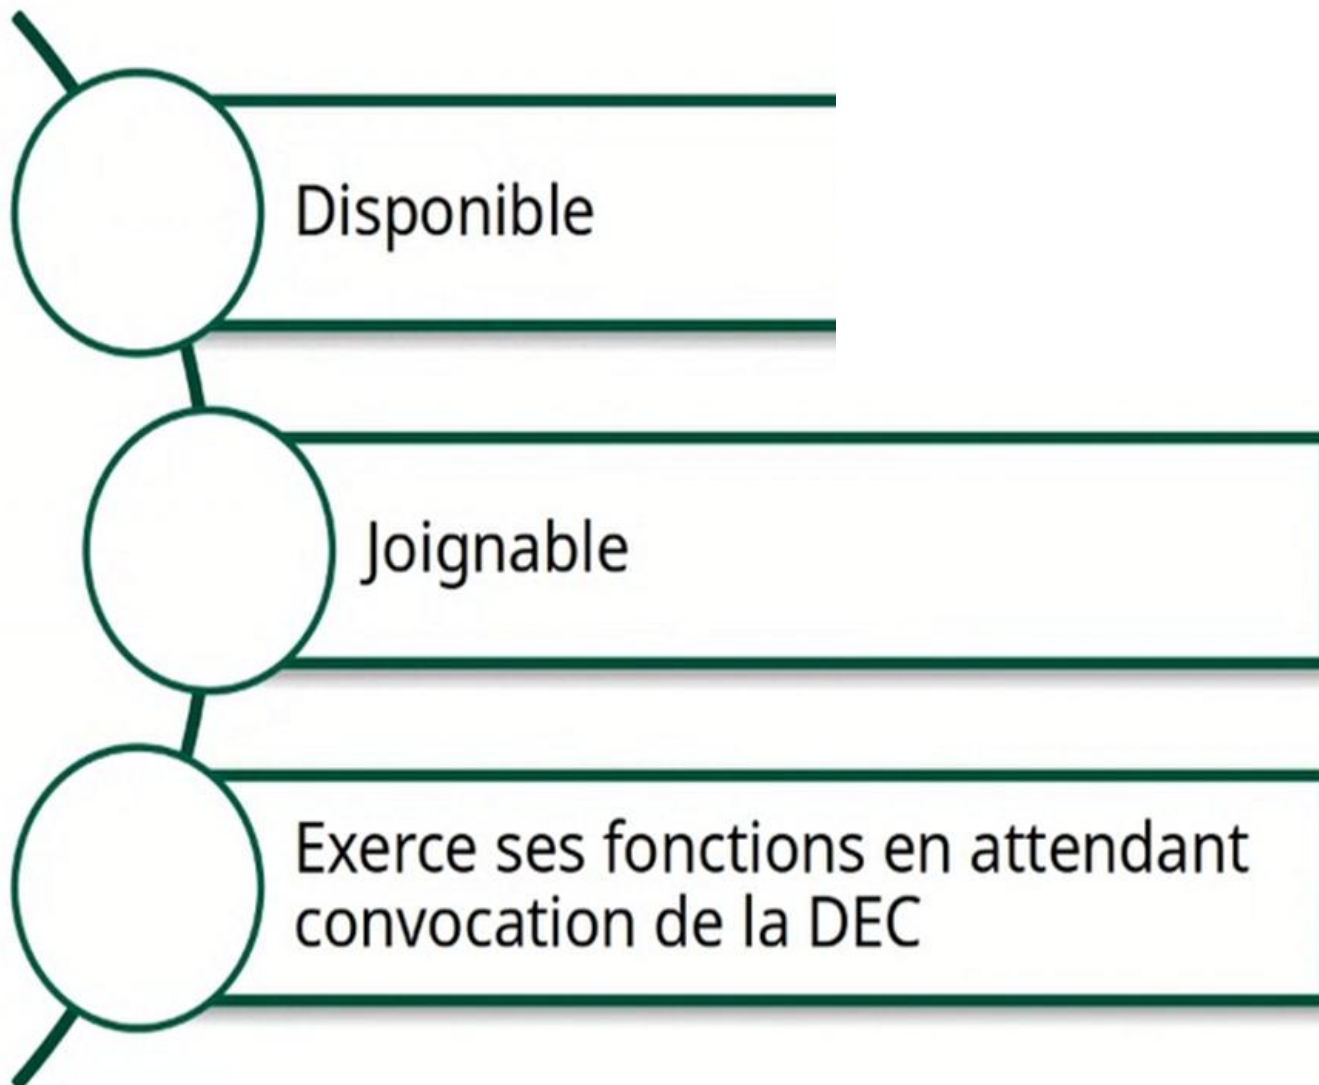 Disponible
Joignable
Exerce ses fonctions en attendant
convocation de la DEC